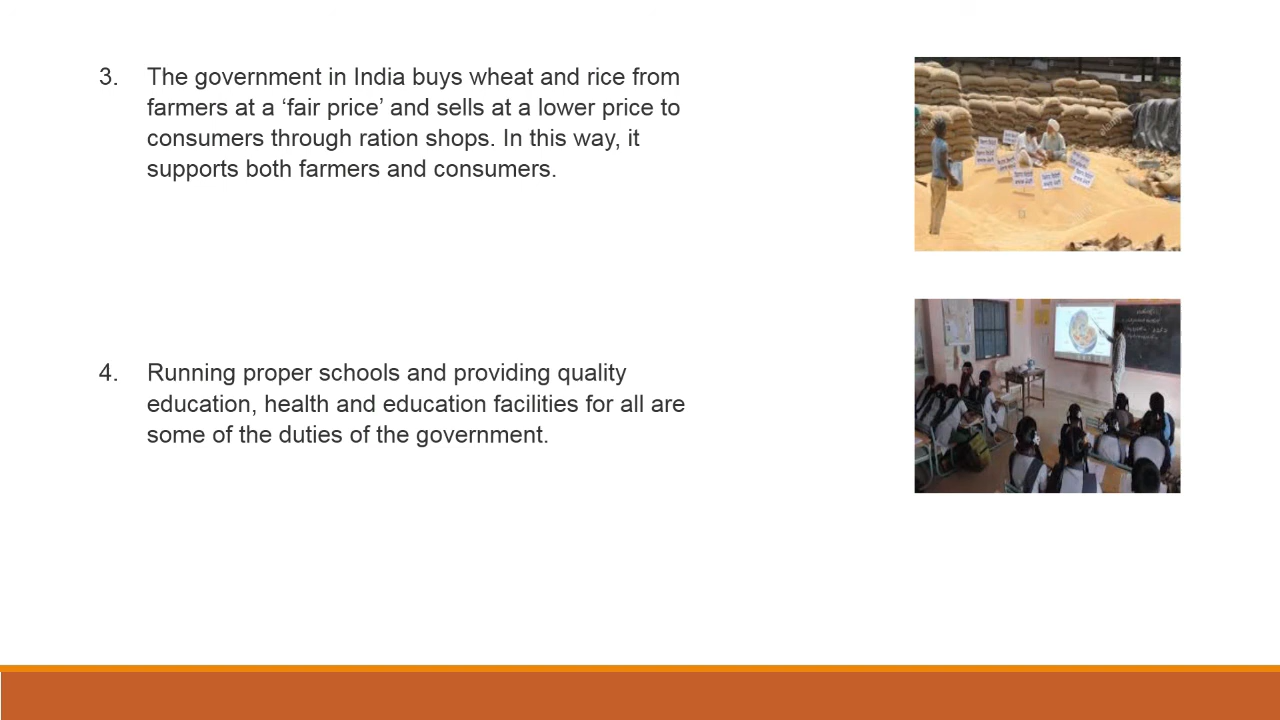 3. The government in India buys wheat and rice from
farmers at a ‘fair price’ and sells at a lower price to
consumers through ration shops. In this way, it
supports both farmers and consumers.
4. Running proper schools and providing quality
education, health and education facilities for all are
some of the duties of the government.